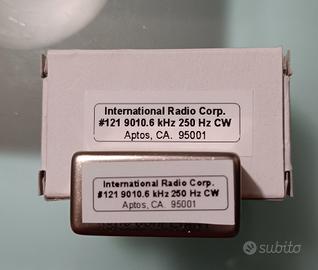 International Radio Corp.
#121 9010.6 kHz 250 Hz CW
Aptos, CA. 95001
International Radio Corp.
#121 9010.6 kHz 250 Hz CW
Aptos, CA. 95001
subito